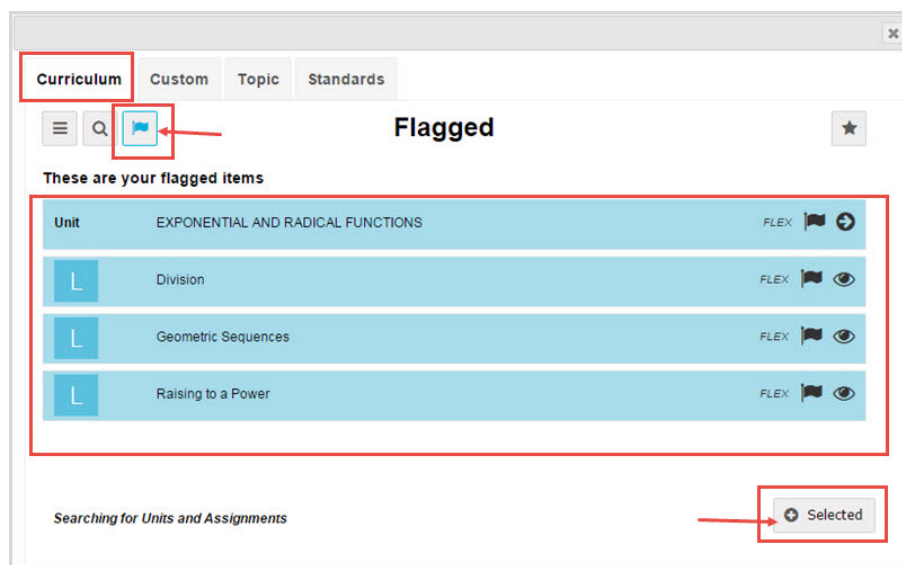 Curriculum Custom Topic Standards
Flagged
These are your flagged items
Unit EXPONENTIAL AND RADICAL FUNCTIONS FLEX
L Division FLEX
L Geometric Sequences FLEX
L Raising to a Power FLEX
Searching for Units and Assignments Selected